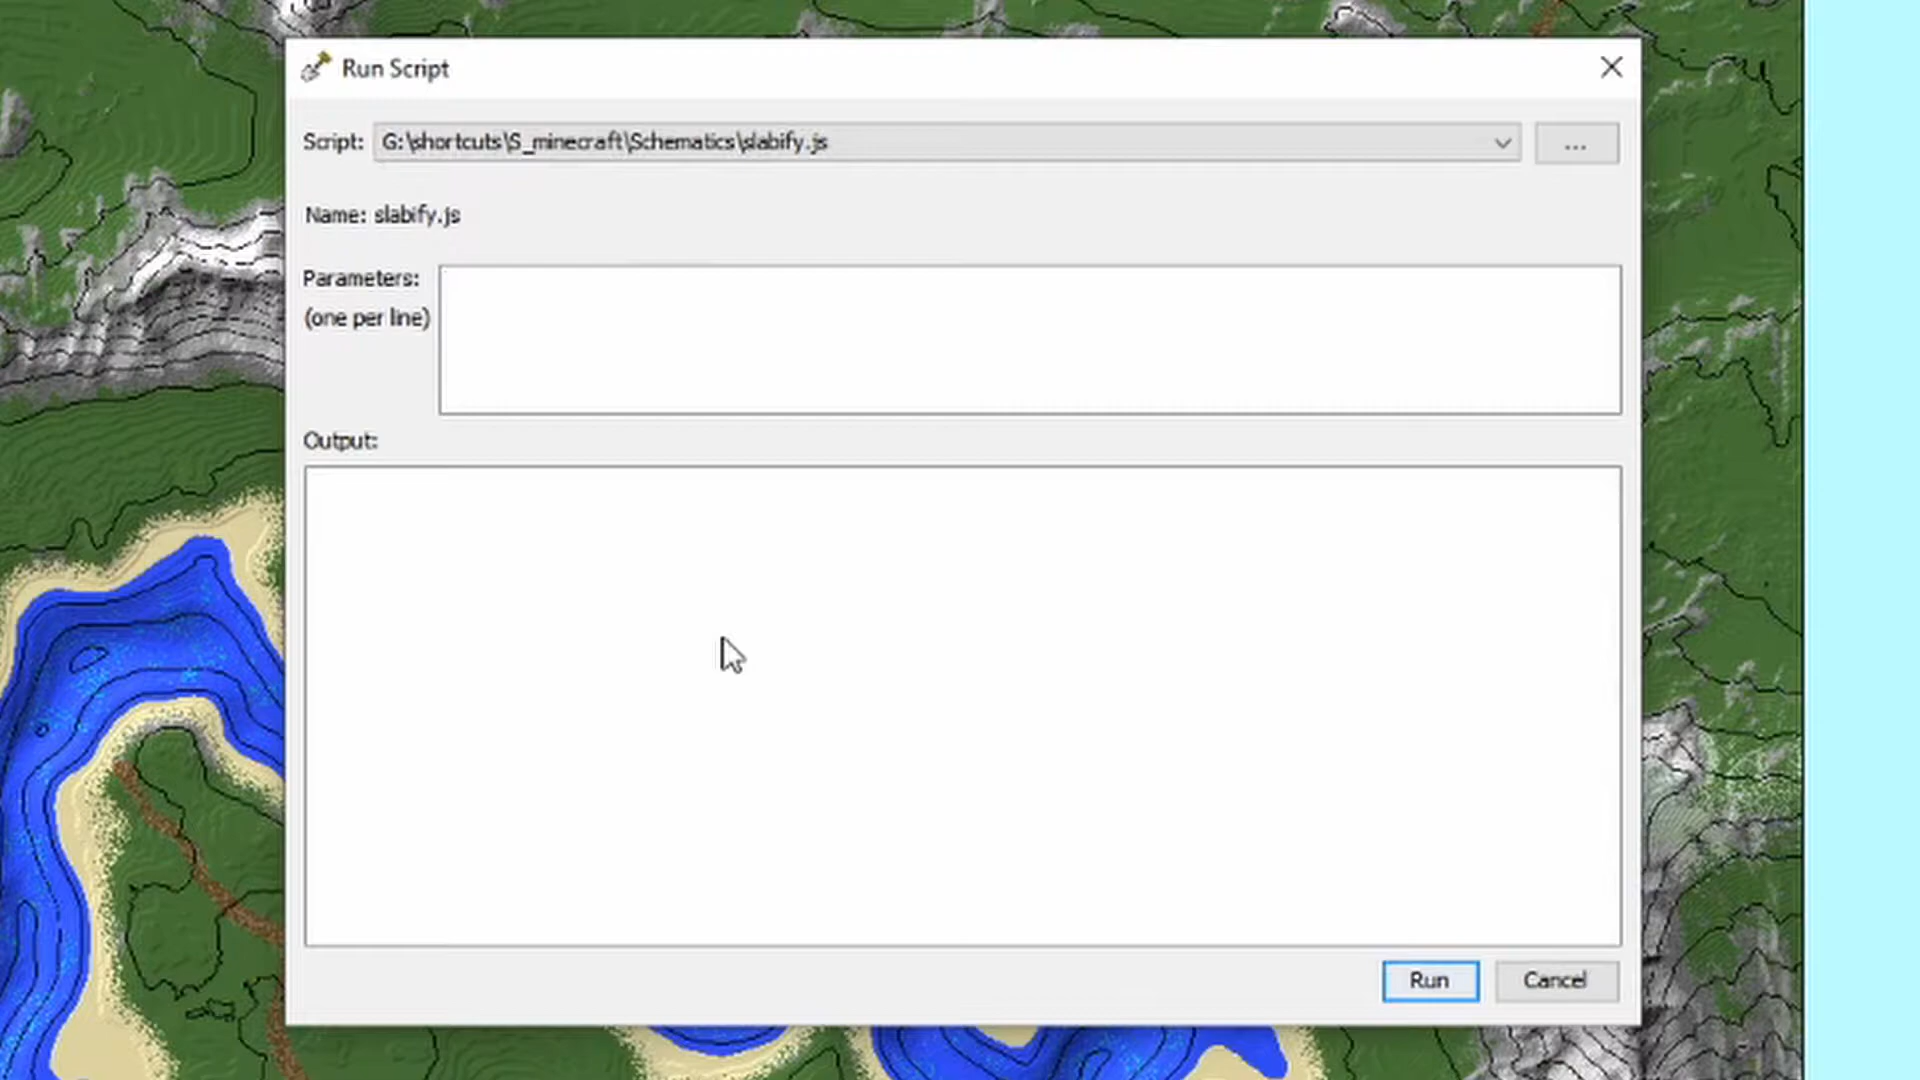 Run Script
Script: G:\shortcuts\S_minecraft\Schematics\slabify.js ...
Name: slabify.js
Parameters:
(one per line)
Output:
Run Cancel